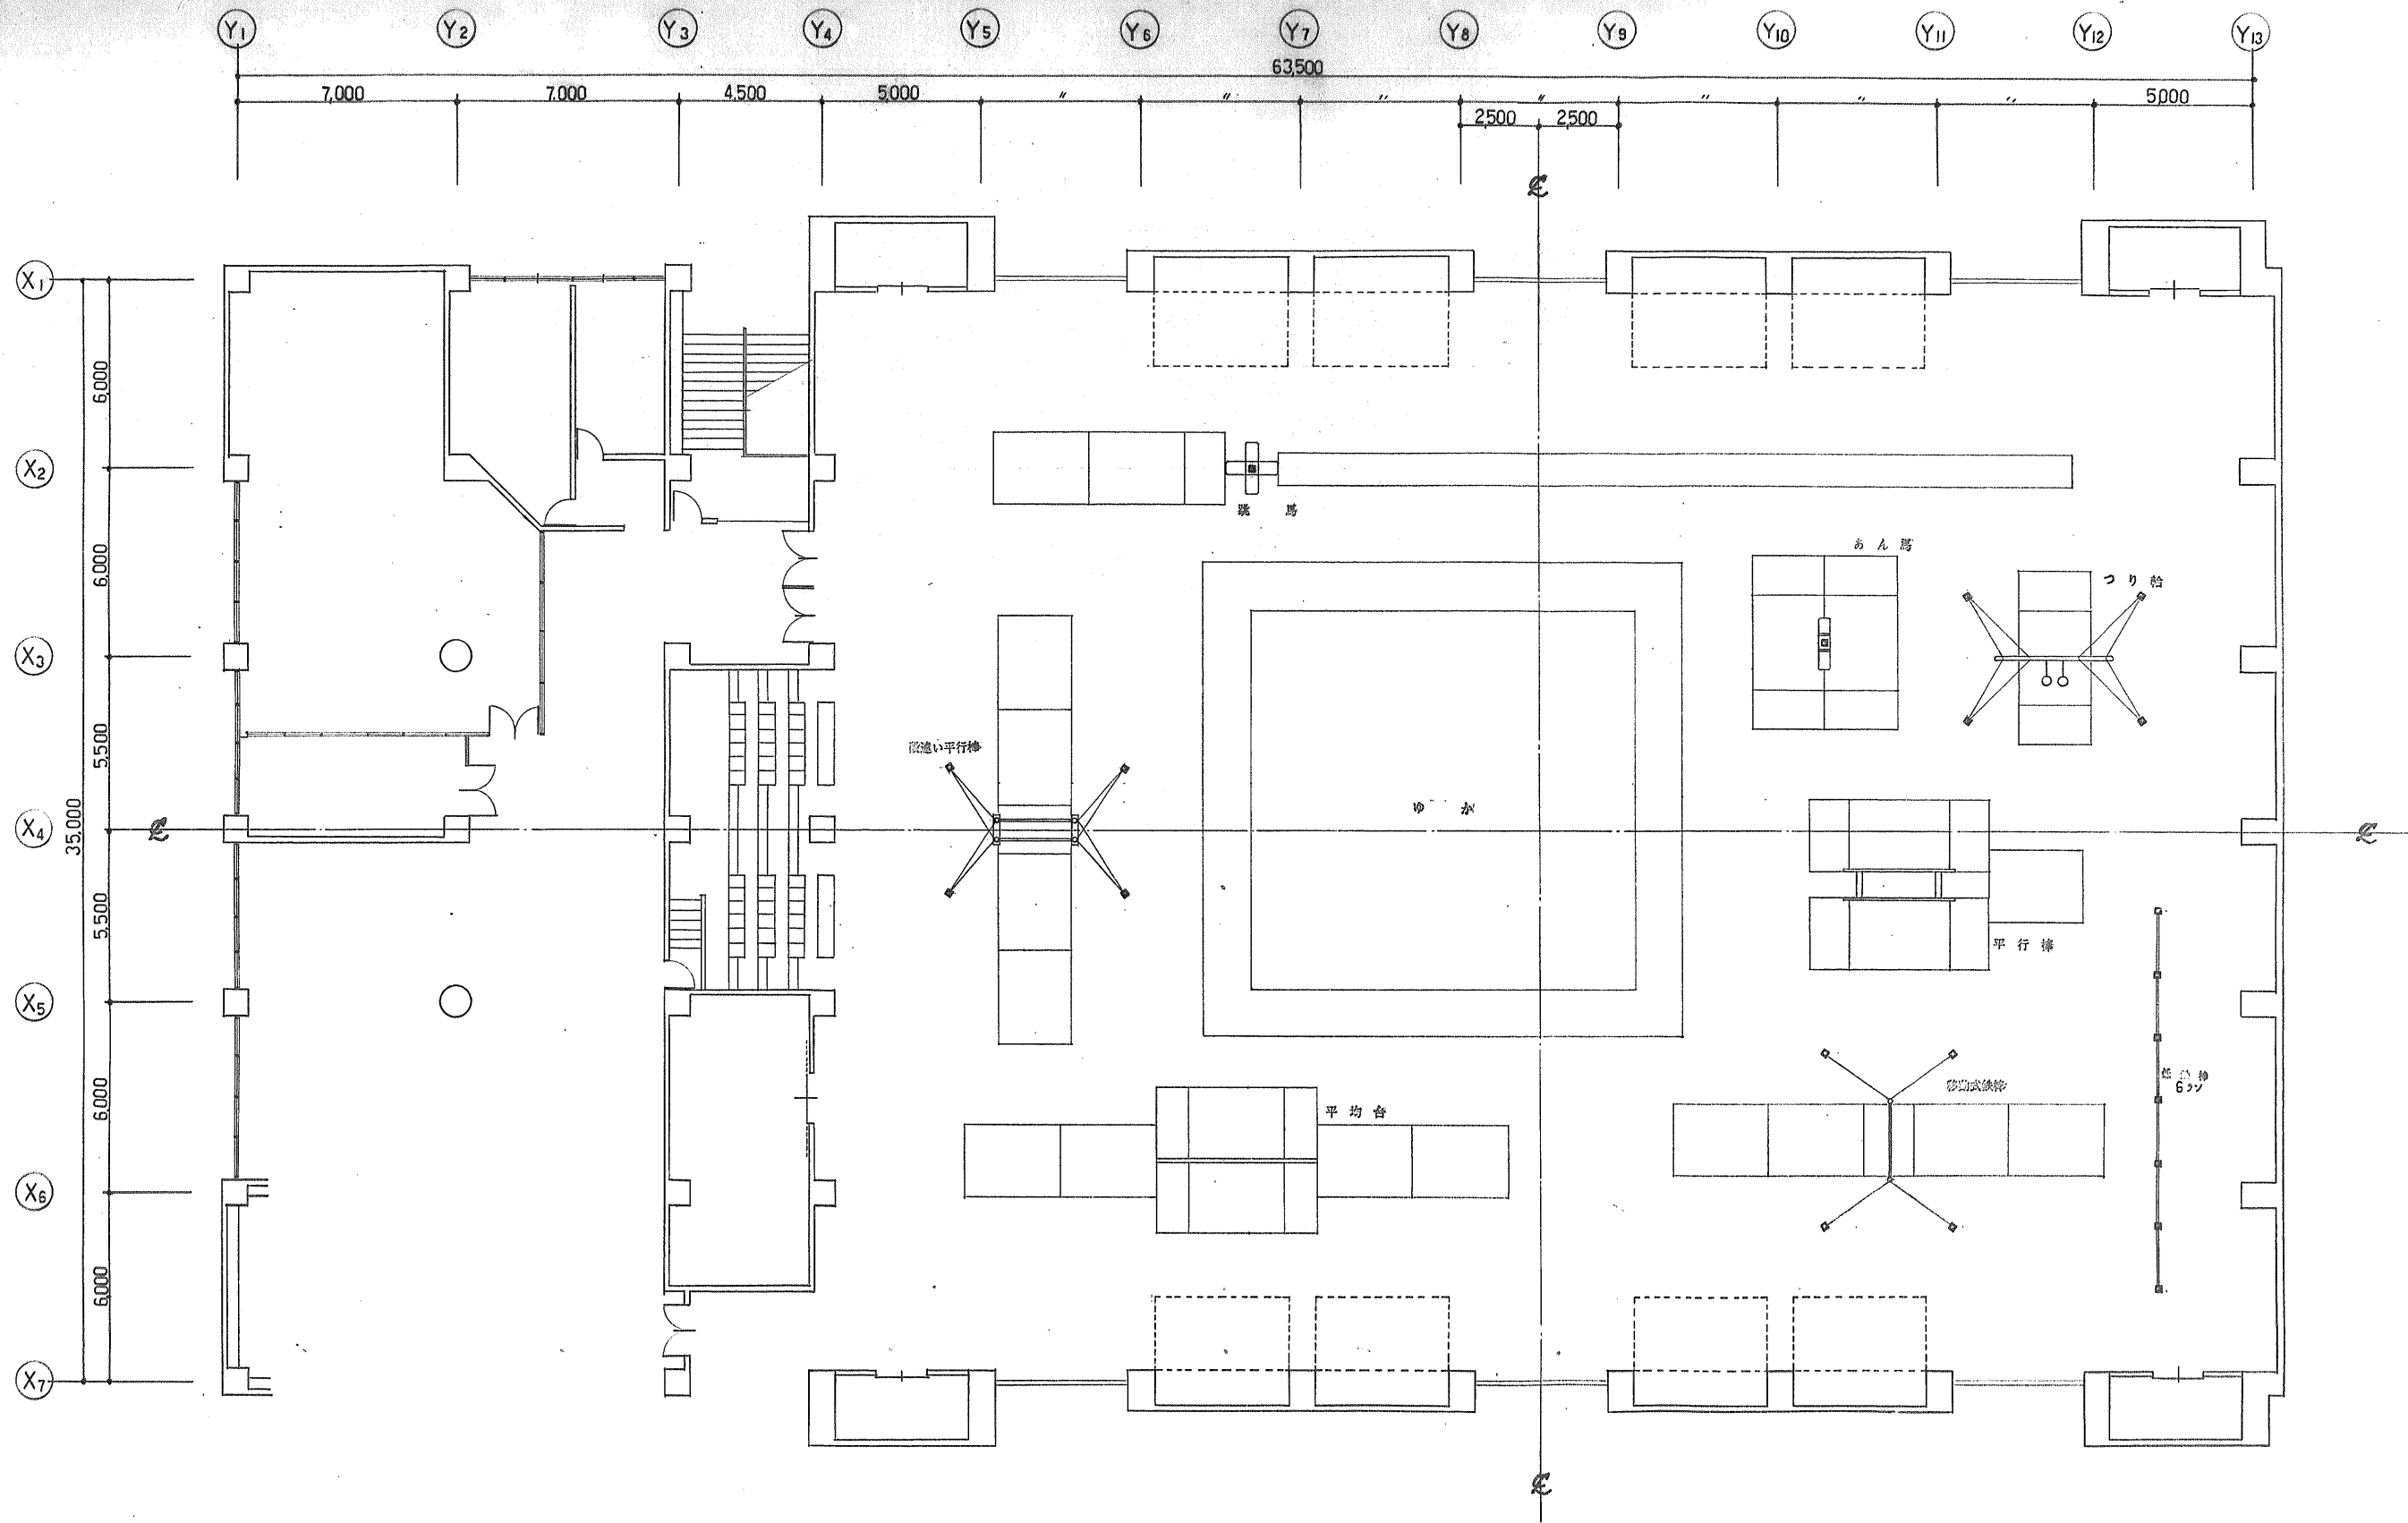 Y1 Y2 Y3 Y4 Y5 Y6 Y7 Y8 Y9 Y10 Y11 Y12 Y13
63,500
7,000 7,000 4,500 5,000 〃 〃 〃 〃 〃 〃 〃 5,000
2,500 2,500
℄
X1
6,000
X2
跳 馬
あん馬
6,000
つり輪
X3
5,500
段違い平行棒
35,000
ゆか
X4
℄
℄
5,500
平行棒
X5
6,000
移動式鉄棒
6ツン
平均台
X6
6,000
X7
℄